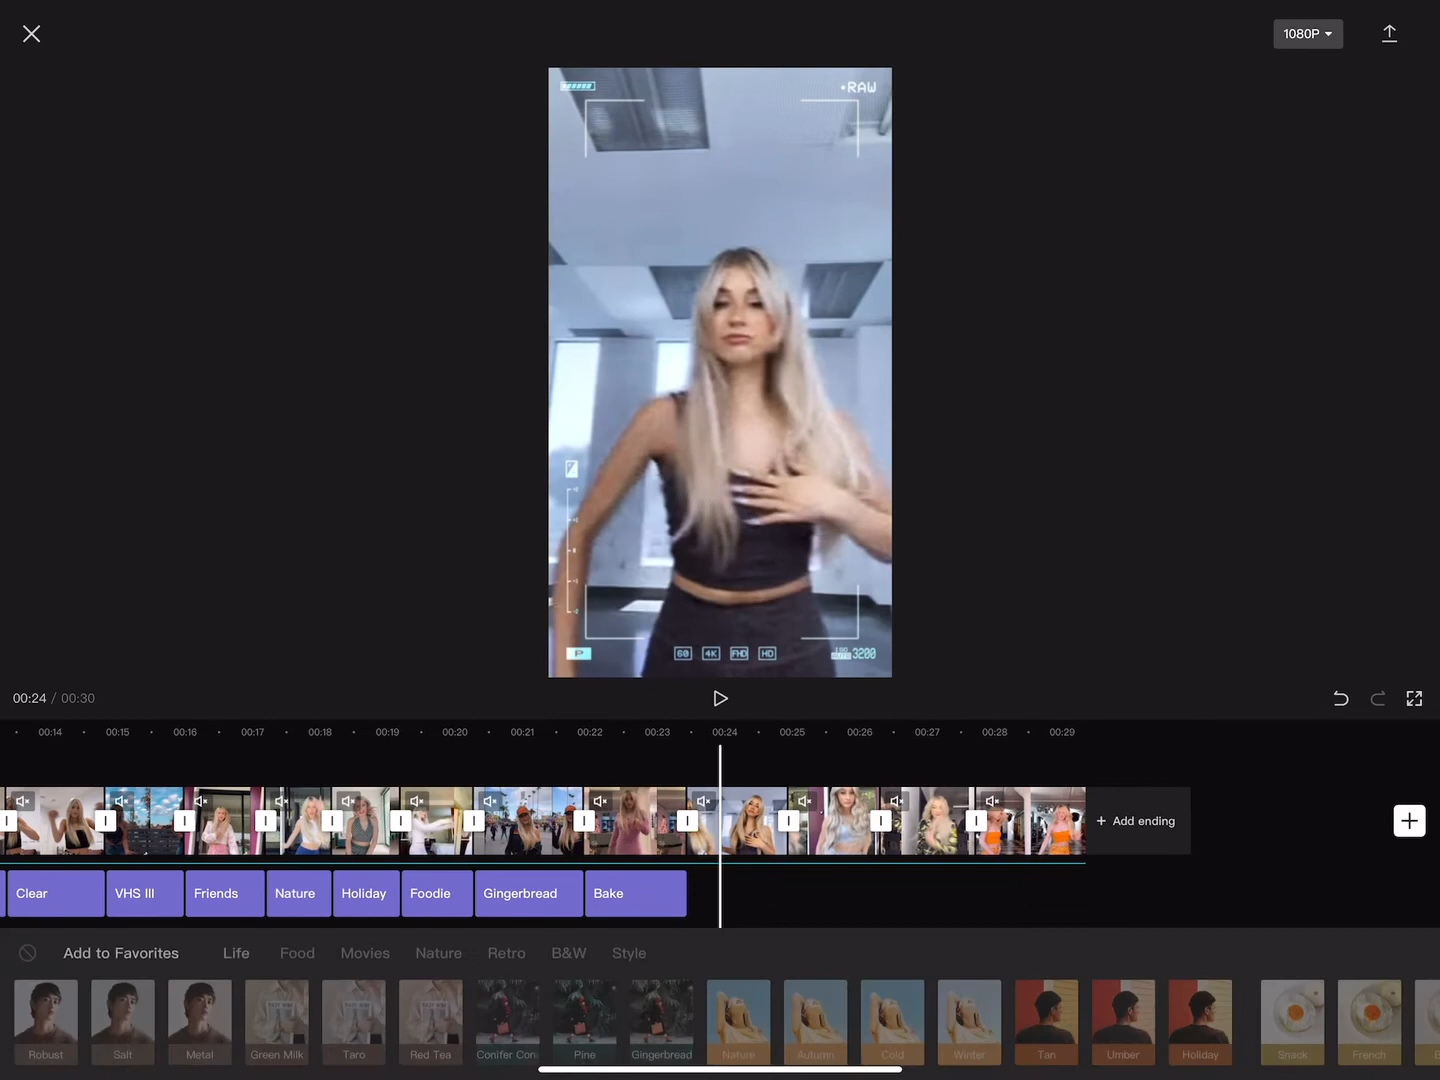 1080P
•RAW
P
60 4K FHD HD
ISO AUTO 3200
00:24 / 00:30
00:14 00:15 00:16 00:17 00:18 00:19 00:20 00:21 00:22 00:23 00:24 00:25 00:26 00:27 00:28 00:29
+ Add ending
Clear VHS III Friends Nature Holiday Foodie Gingerbread Bake
Add to Favorites Life Food Movies Nature Retro B&W Style
Robust Salt Metal Green Milk Taro Red Tea Conifer Con Pine Gingerbread Nature Autumn Cold Winter Tan Umber Holiday Snack French